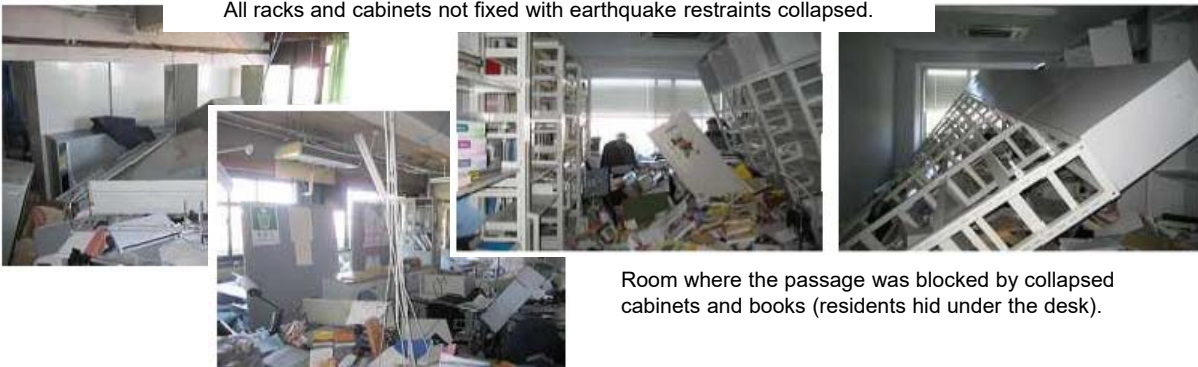 All racks and cabinets not fixed with earthquake restraints collapsed.
Room where the passage was blocked by collapsed
cabinets and books (residents hid under the desk).